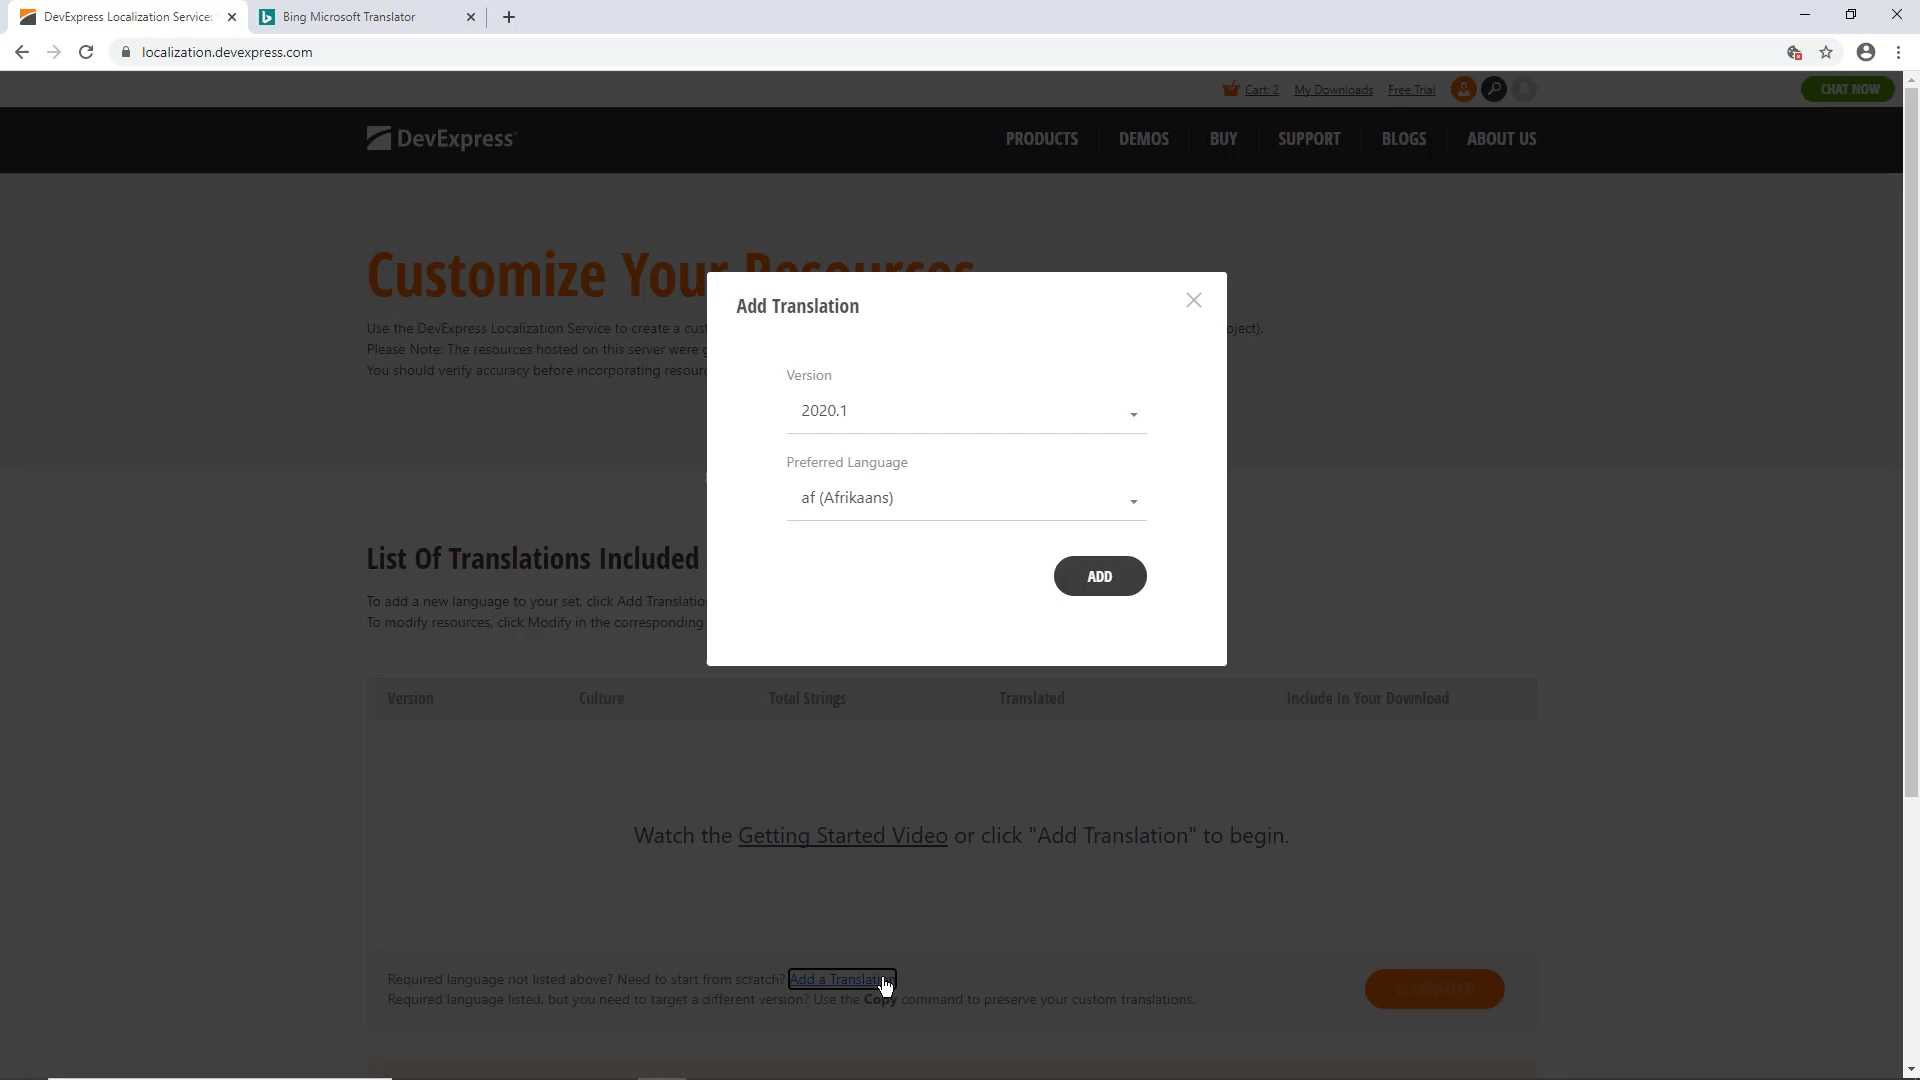 DevExpress Localization Service:
Bing Microsoft Translator
localization.devexpress.com
Cart: 2
My Downloads
Free Trial
CHAT NOW
DevExpress
PRODUCTS
DEMOS
BUY
SUPPORT
BLOGS
ABOUT US
Customize Your Resources
Use the DevExpress Localization Service to create a cus
oject).
Please Note: The resources hosted on this server were
You should verify accuracy before incorporating resour
Add Translation
Version
2020.1
Preferred Language
af (Afrikaans)
ADD
List Of Translations Included
To add a new language to your set, click Add Translatio
To modify resources, click Modify in the corresponding
Version
Culture
Total Strings
Translated
Include In Your Download
Watch the Getting Started Video or click "Add Translation" to begin.
Required language not listed above? Need to start from scratch? Add a Translation
Required language listed, but you need to target a different version? Use the Copy command to preserve your custom translations.